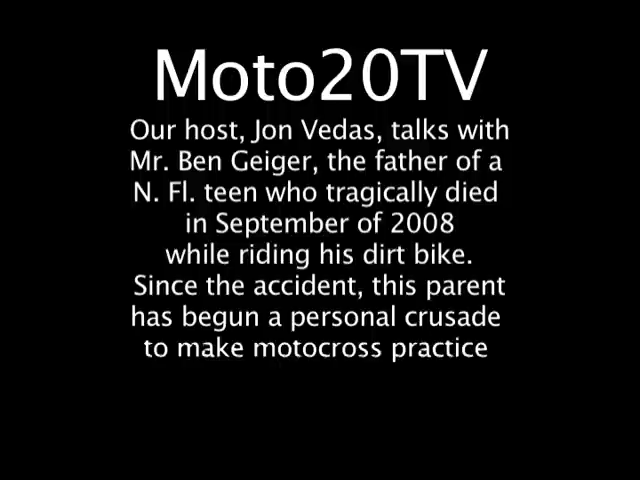 Moto20TV
Our host, Jon Vedas, talks with
Mr. Ben Geiger, the father of a
N. Fl. teen who tragically died
in September of 2008
while riding his dirt bike.
Since the accident, this parent
has begun a personal crusade
to make motocross practice